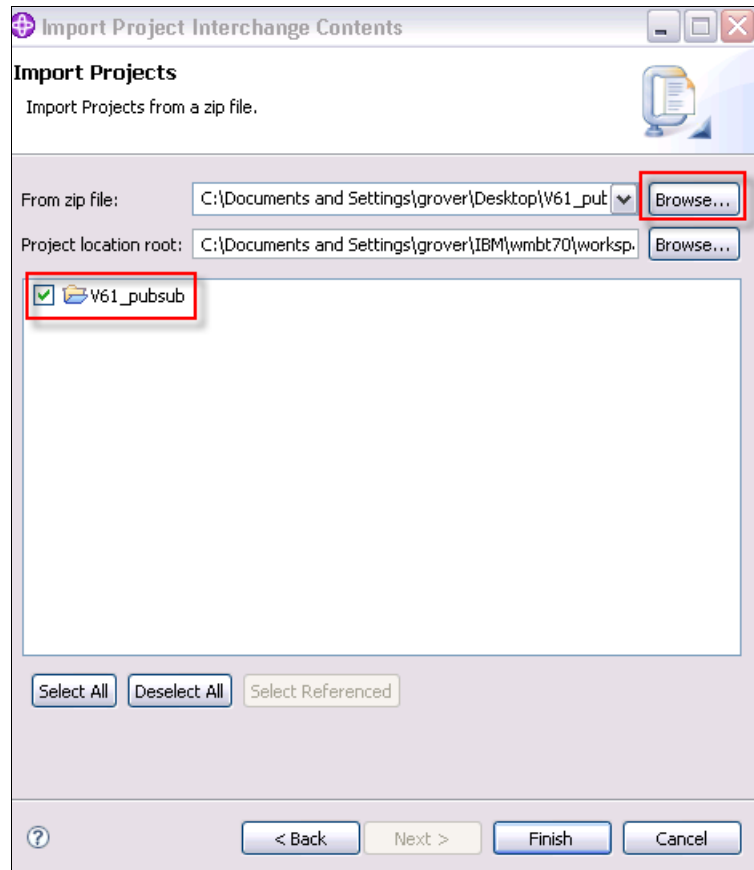 Import Project Interchange Contents
Import Projects
Import Projects from a zip file.
From zip file: C:\Documents and Settings\grover\Desktop\V61_put Browse...
Project location root: C:\Documents and Settings\grover\IBM\wmbt70\worksp. Browse...
V61_pubsub
Select All Deselect All Select Referenced
? < Back Next > Finish Cancel